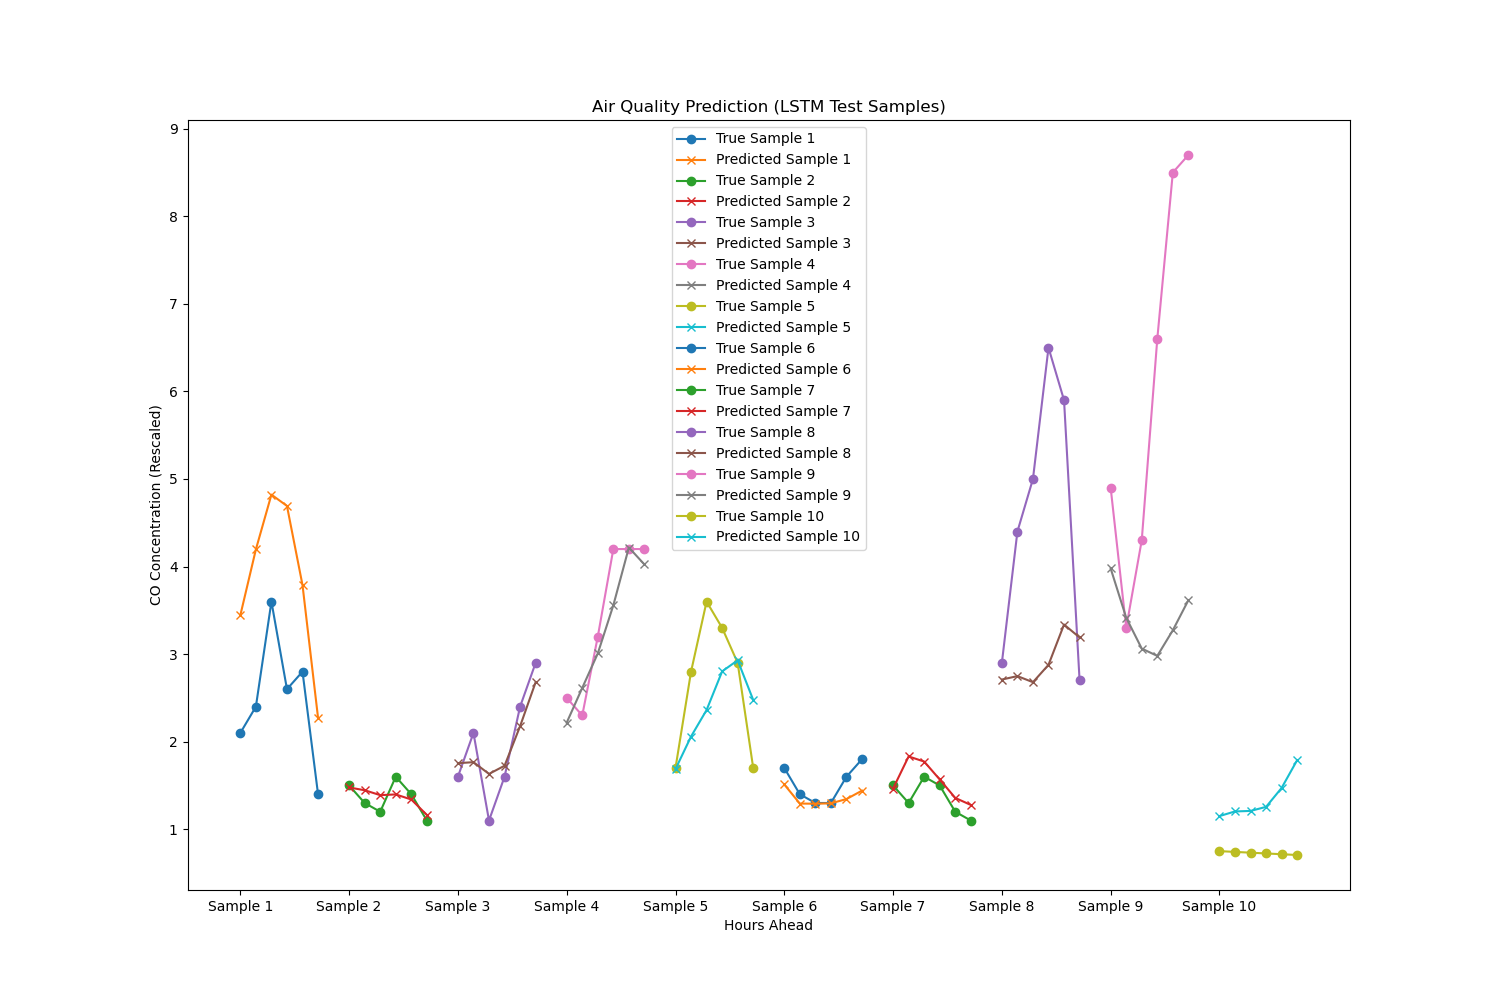 Air Quality Prediction (LSTM Test Samples)
9
8
7
6
5
4
3
2
1
CO Concentration (Rescaled)
True Sample 1
Predicted Sample 1
True Sample 2
Predicted Sample 2
True Sample 3
Predicted Sample 3
True Sample 4
Predicted Sample 4
True Sample 5
Predicted Sample 5
True Sample 6
Predicted Sample 6
True Sample 7
Predicted Sample 7
True Sample 8
Predicted Sample 8
True Sample 9
Predicted Sample 9
True Sample 10
Predicted Sample 10
Sample 1 Sample 2 Sample 3 Sample 4 Sample 5 Sample 6 Sample 7 Sample 8 Sample 9 Sample 10
Hours Ahead